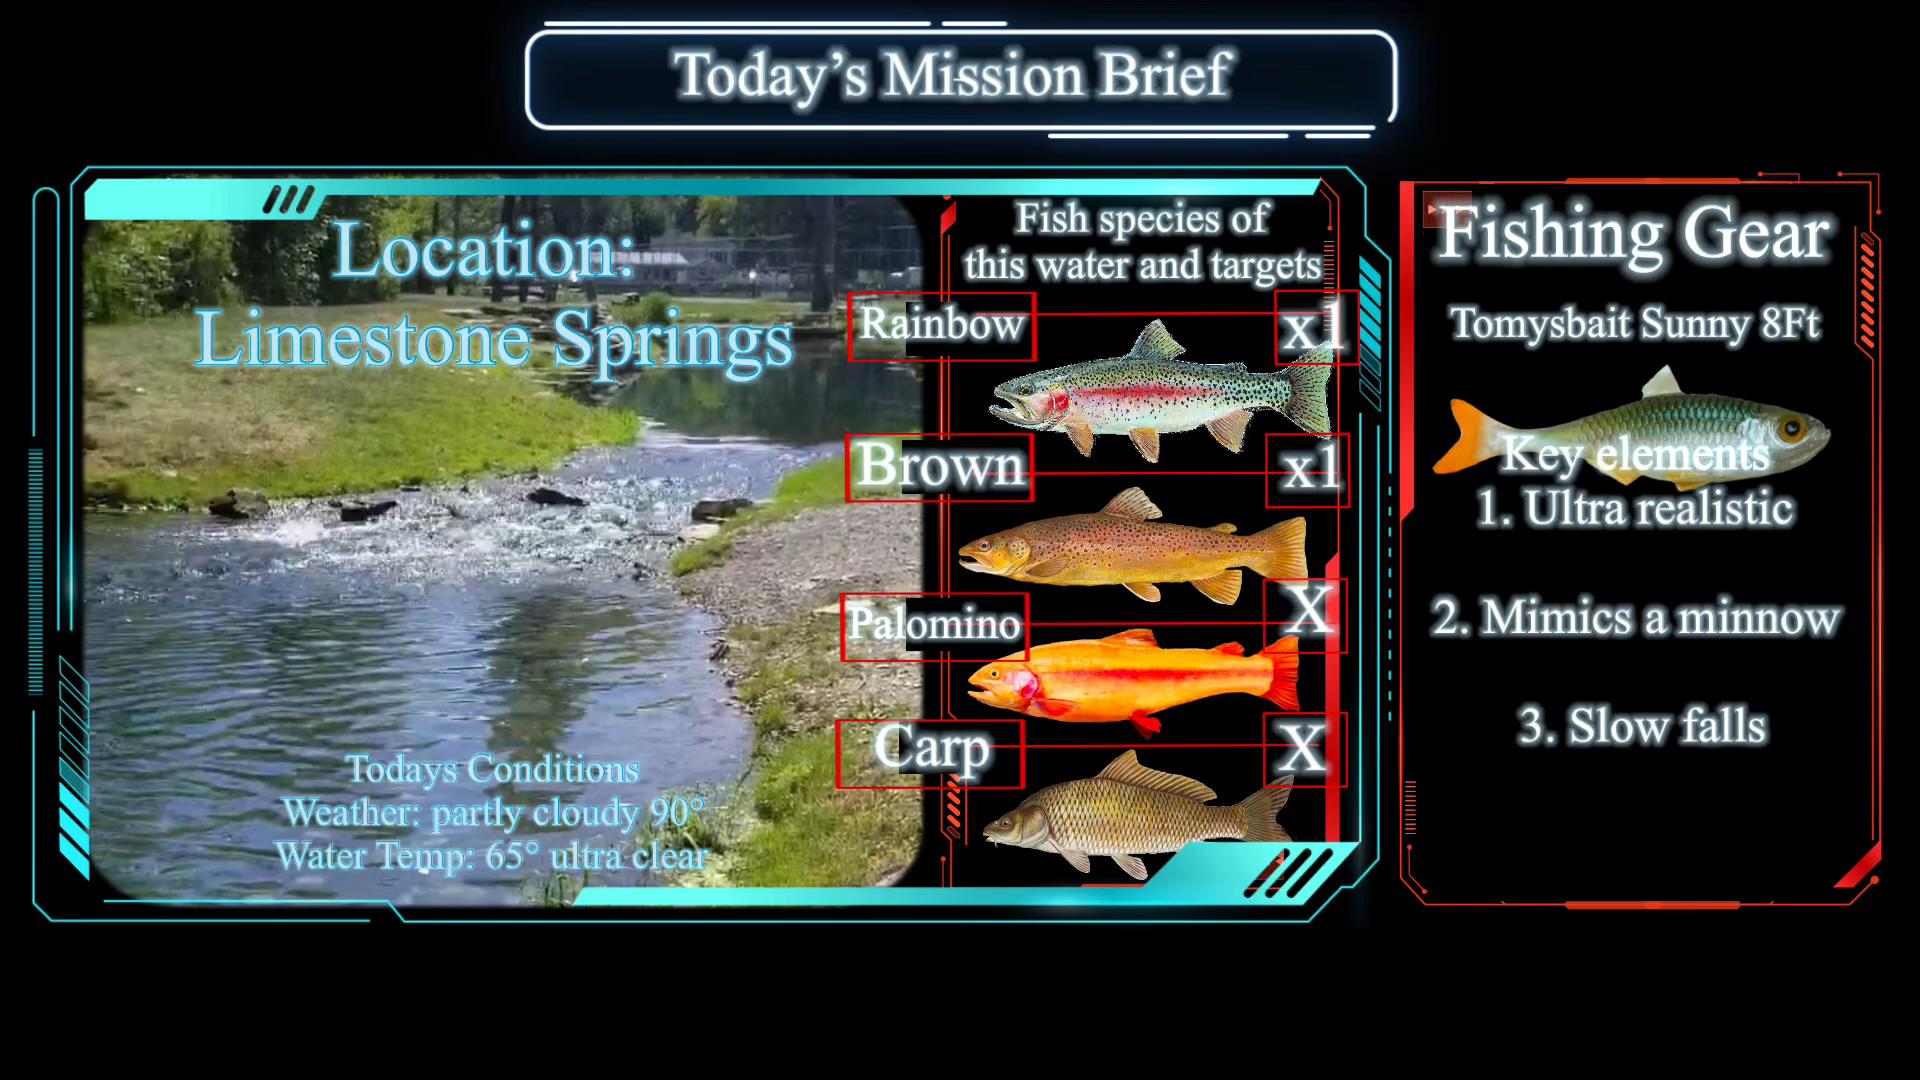 Today’s Mission Brief
Location:
Limestone Springs
Todays Conditions
Weather: partly cloudy 90°
Water Temp: 65° ultra clear
Fish species of
this water and targets
Rainbow x1
Brown x1
Palomino X
Carp X
Fishing Gear
Tomysbait Sunny 8Ft
Key elements
1. Ultra realistic
2. Mimics a minnow
3. Slow falls